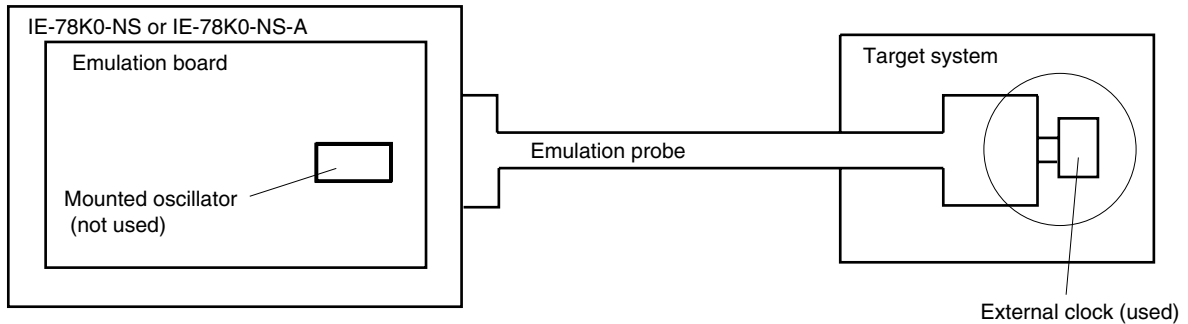 IE-78K0-NS or IE-78K0-NS-A
Emulation board
Mounted oscillator
(not used)
Emulation probe
Target system
External clock (used)